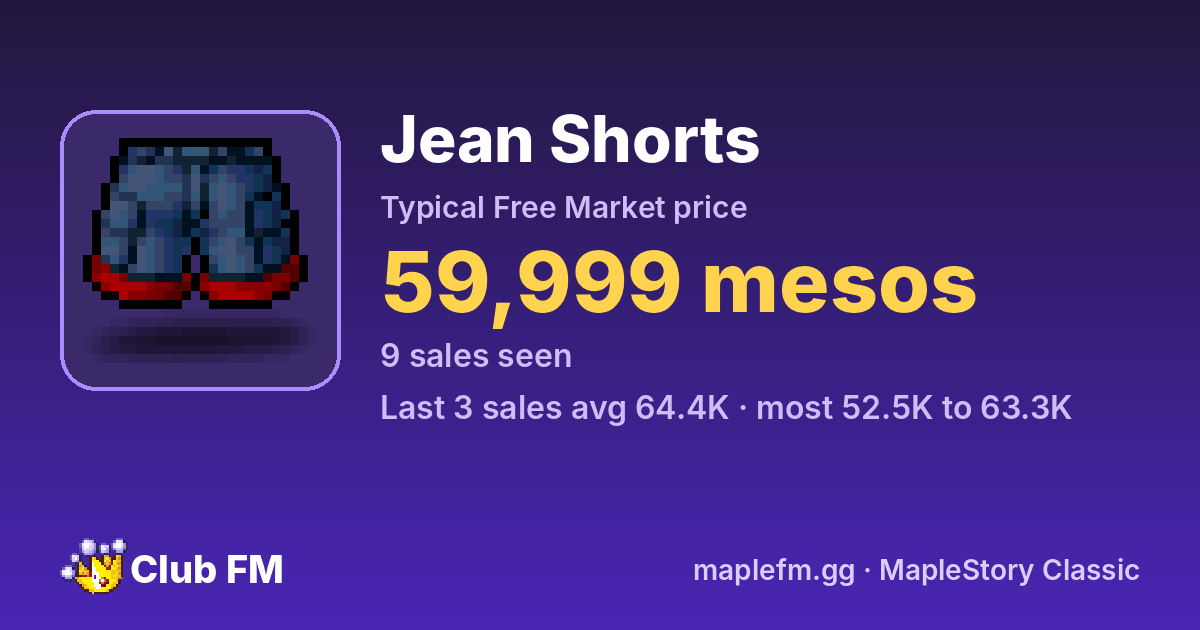 Jean Shorts
Typical Free Market price
59,999 mesos
9 sales seen
Last 3 sales avg 64.4K · most 52.5K to 63.3K
Club FM
maplefm.gg · MapleStory Classic